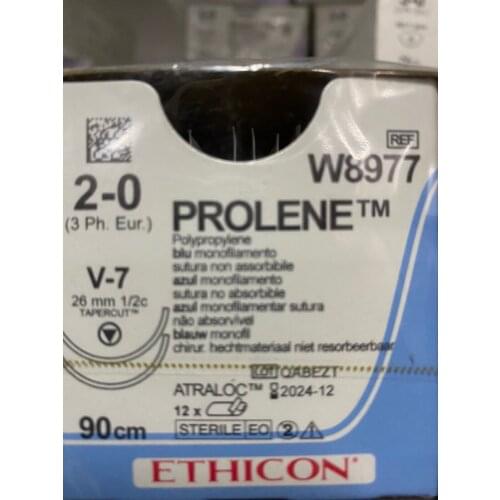 REF
W8977
2-0
(3 Ph. Eur.)
PROLENE™
Polypropylene
blu monofilamento
sutura non assorbibile
azul monofilamento
sutura no absorbible
azul monofilamentar sutura
não absorvível
blauw monofil
chirur. hechtmateriaal niet resorbeerbaar
V-7
26 mm 1/2c
TAPERCUT™
LOT QABEZT
ATRALOC™ 2024-12
12 x
90cm
STERILE EO 2
ETHICON®